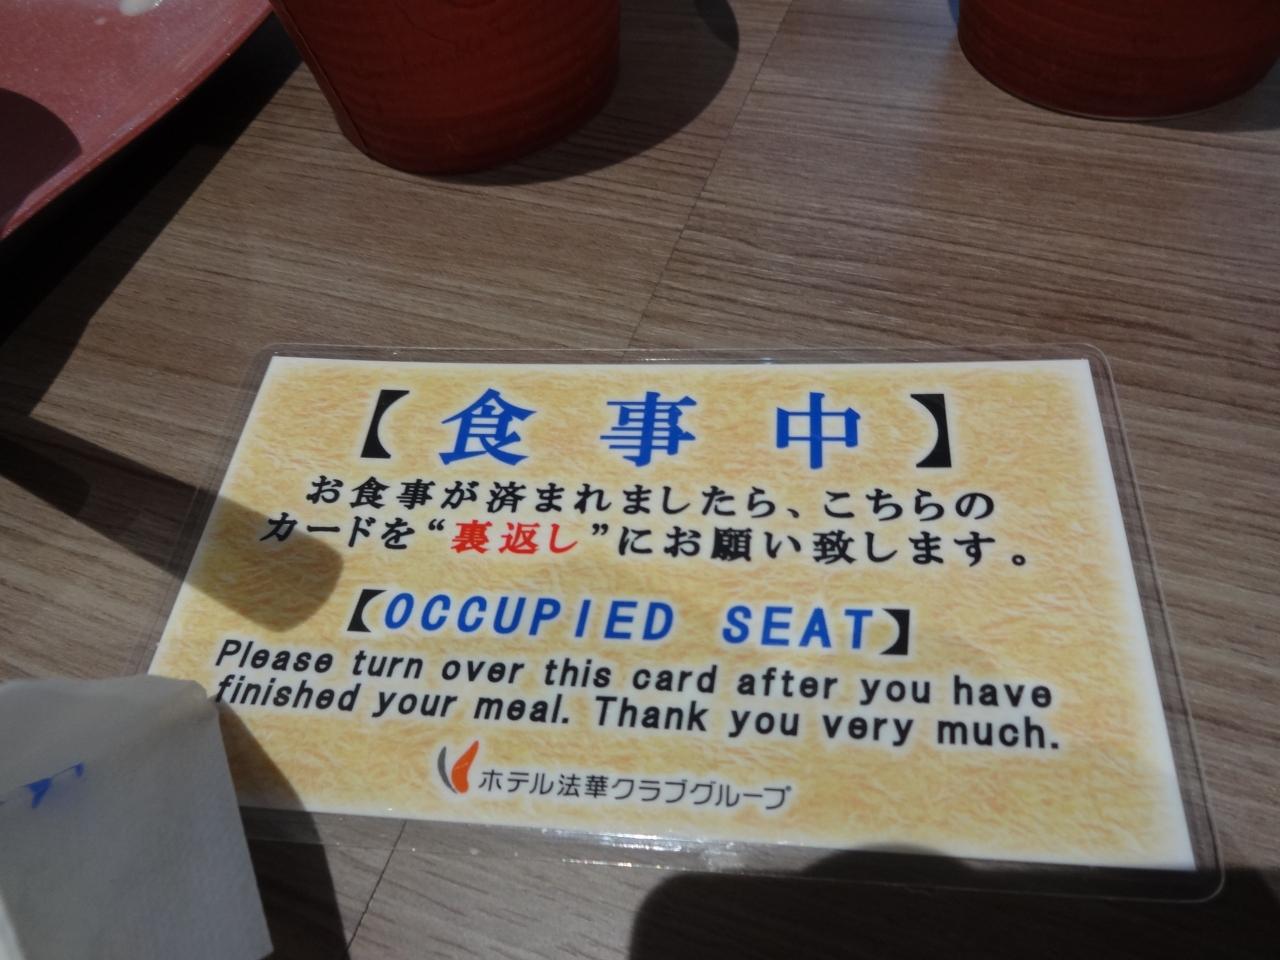 【食事中】
お食事が済まれましたら、こちらの
カードを“裏返し”にお願い致します。
【OCCUPIED SEAT】
Please turn over this card after you have
finished your meal. Thank you very much.
ホテル法華クラブグループ